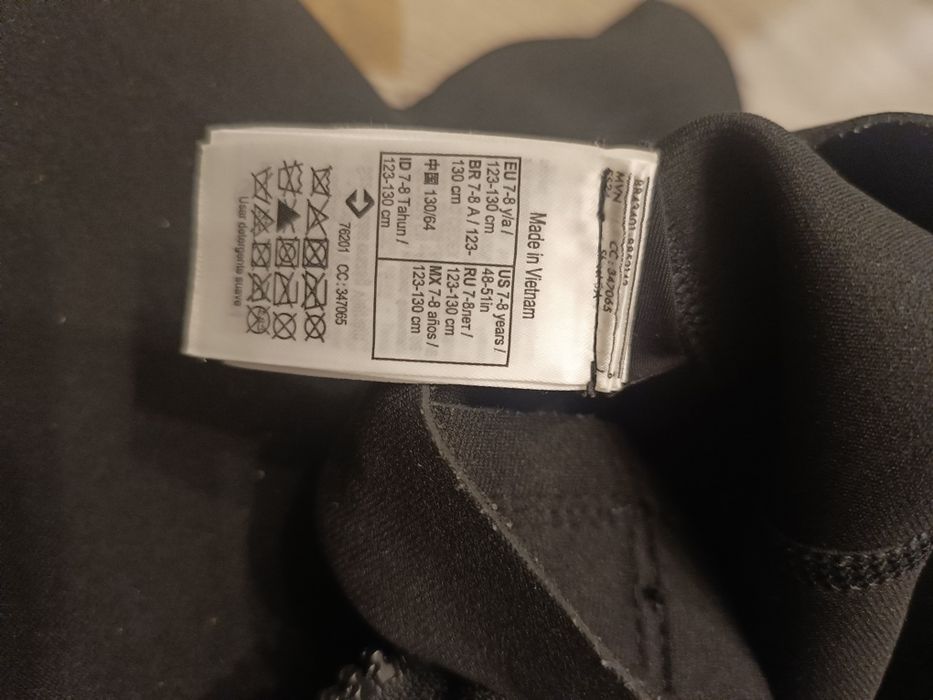 Made in Vietnam
EU 7-8 y/a /
123-130 cm
BR 7-8 A / 123-
130 cm
中国 130/64
ID 7-8 Tahun /
123-130 cm
US 7-8 years /
48-51in
RU 7-8лет /
123-130 cm
MX 7-8 años /
123-130 cm
76201 CC:347065
Usar detergente suave !
MVN
CC:347065